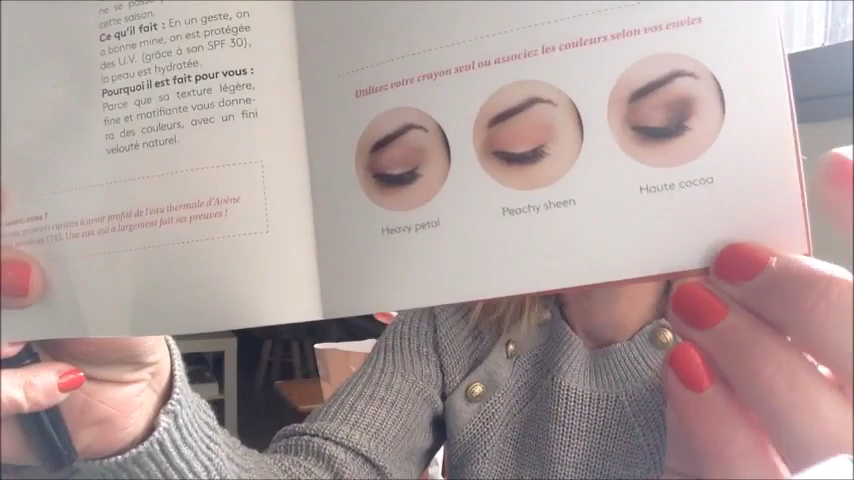 ne se passe
cette saison.
Ce qu'il fait : En un geste, on
a bonne mine, on est protégée
des U.V. (grâce à son SPF 30),
la peau est hydratée.
Pourquoi il est fait pour vous :
Parce que sa texture légère,
fine et matifiante vous donne-
ra des couleurs, avec un fini
velouté naturel.
curistes à avoir profité de l'eau thermale d'Avène
en 1743. Une eau qui a largement fait ses preuves !
Utilisez votre crayon seul ou associez les couleurs selon vos envies
Heavy petal
Peachy sheen
Haute cocoa